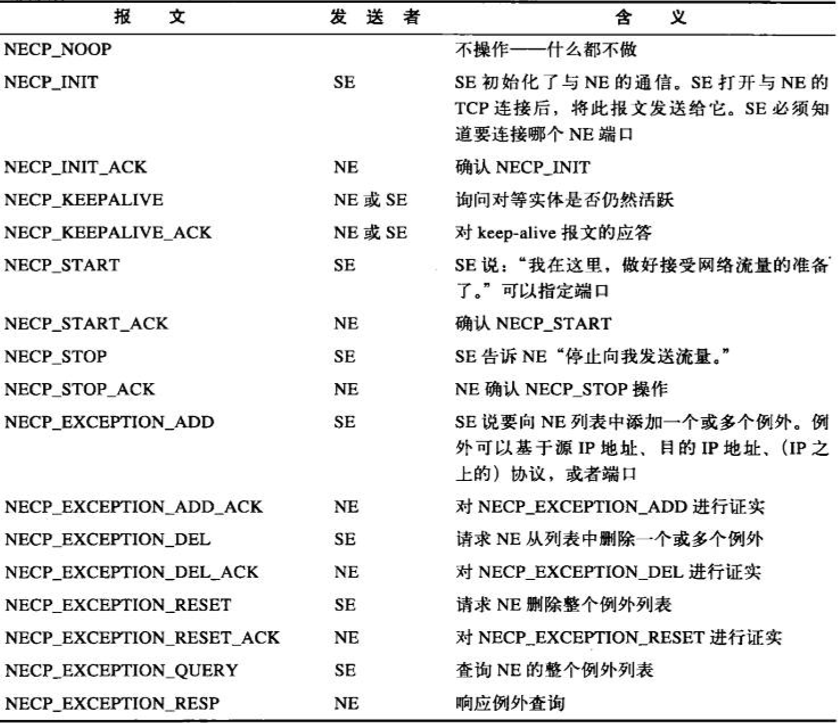 报 文 发 送 者 含 义
NECP_NOOP 不操作——什么都不做
NECP_INIT SE SE 初始化了与 NE 的通信。SE 打开与 NE 的
TCP 连接后，将此报文发送给它。SE 必须知
道要连接哪个 NE 端口
NECP_INIT_ACK NE 确认 NECP_INIT
NECP_KEEPALIVE NE 或 SE 询问对等实体是否仍然活跃
NECP_KEEPALIVE_ACK NE 或 SE 对 keep-alive 报文的应答
NECP_START SE SE 说：“我在这里，做好接受网络流量的准备
了。”可以指定端口
NECP_START_ACK NE 确认 NECP_START
NECP_STOP SE SE 告诉 NE“停止向我发送流量。”
NECP_STOP_ACK NE NE 确认 NECP_STOP 操作
NECP_EXCEPTION_ADD SE SE 说要向 NE 列表中添加一个或多个例外。例
外可以基于源 IP 地址、目的 IP 地址、（IP 之
上的）协议，或者端口
NECP_EXCEPTION_ADD_ACK NE 对 NECP_EXCEPTION_ADD 进行证实
NECP_EXCEPTION_DEL SE 请求 NE 从列表中删除一个或多个例外
NECP_EXCEPTION_DEL_ACK NE 对 NECP_EXCEPTION_DEL 进行证实
NECP_EXCEPTION_RESET SE 请求 NE 删除整个例外列表
NECP_EXCEPTION_RESET_ACK NE 对 NECP_EXCEPTION_RESET 进行证实
NECP_EXCEPTION_QUERY SE 查询 NE 的整个例外列表
NECP_EXCEPTION_RESP NE 响应例外查询